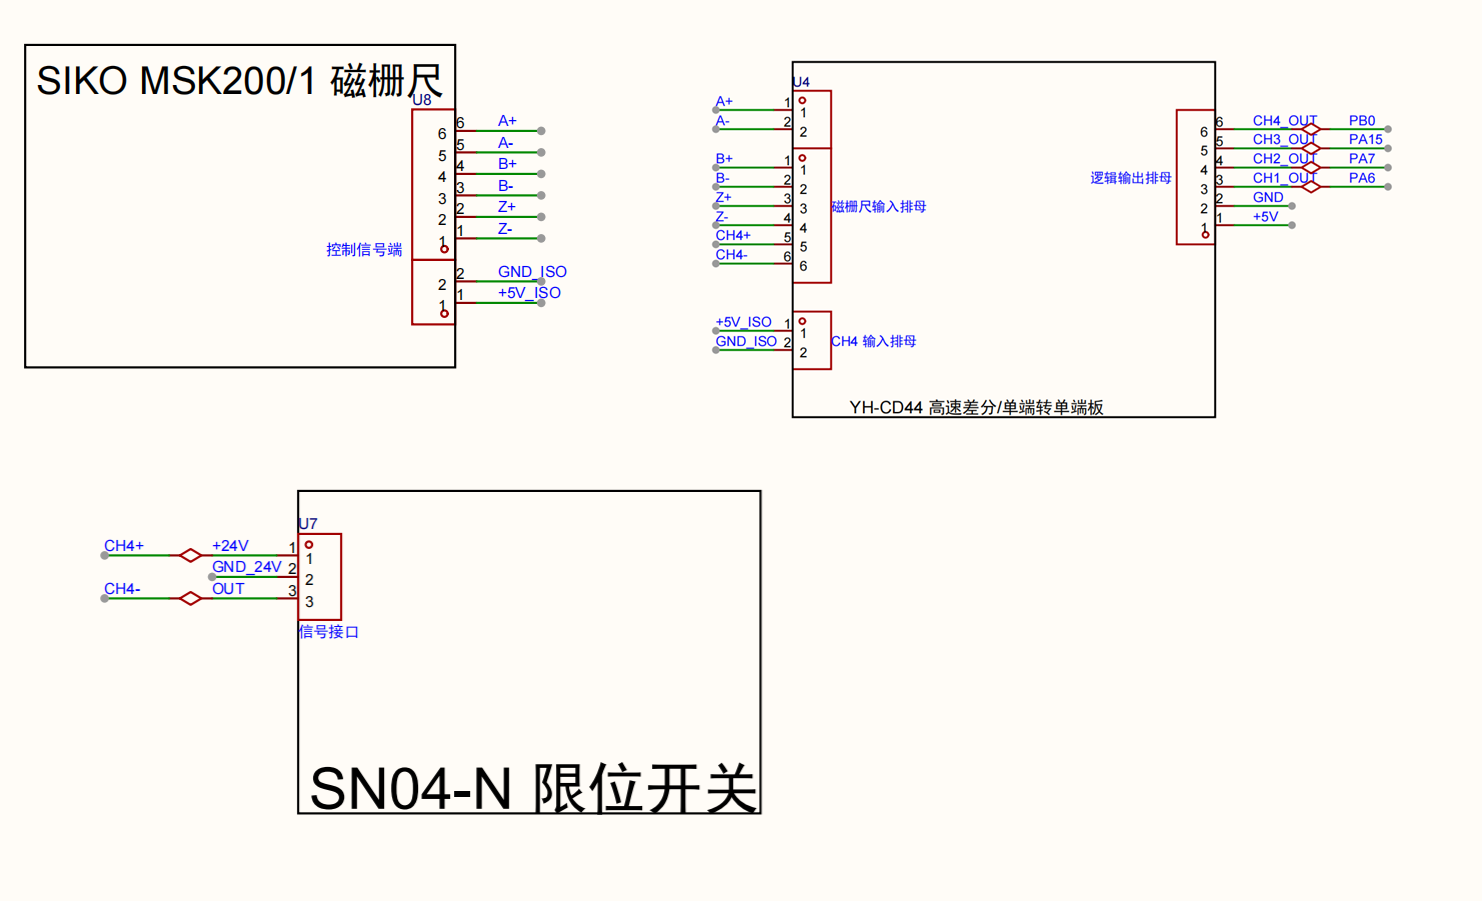 SIKO MSK200/1 磁栅尺
U8
6 6 A+
5 5 A-
4 4 B+
3 3 B-
2 2 Z+
1 1 Z-
控制信号端
2 2 GND_ISO
1 1 +5V_ISO
U4
A+ 1 1
A- 2 2
B+ 1 1
B- 2 2
Z+ 3 3
Z- 4 4
CH4+ 5 5
CH4- 6 6
磁栅尺输入排母
+5V_ISO 1 1
GND_ISO 2 2
CH4 输入排母
逻辑输出排母
6 6 CH4_OUT PB0
5 5 CH3_OUT PA15
4 4 CH2_OUT PA7
3 3 CH1_OUT PA6
2 2 GND
1 1 +5V
YH-CD44 高速差分/单端转单端板
U7
CH4+ +24V 1 1
GND_24V 2 2
CH4- OUT 3 3
信号接口
SN04-N 限位开关